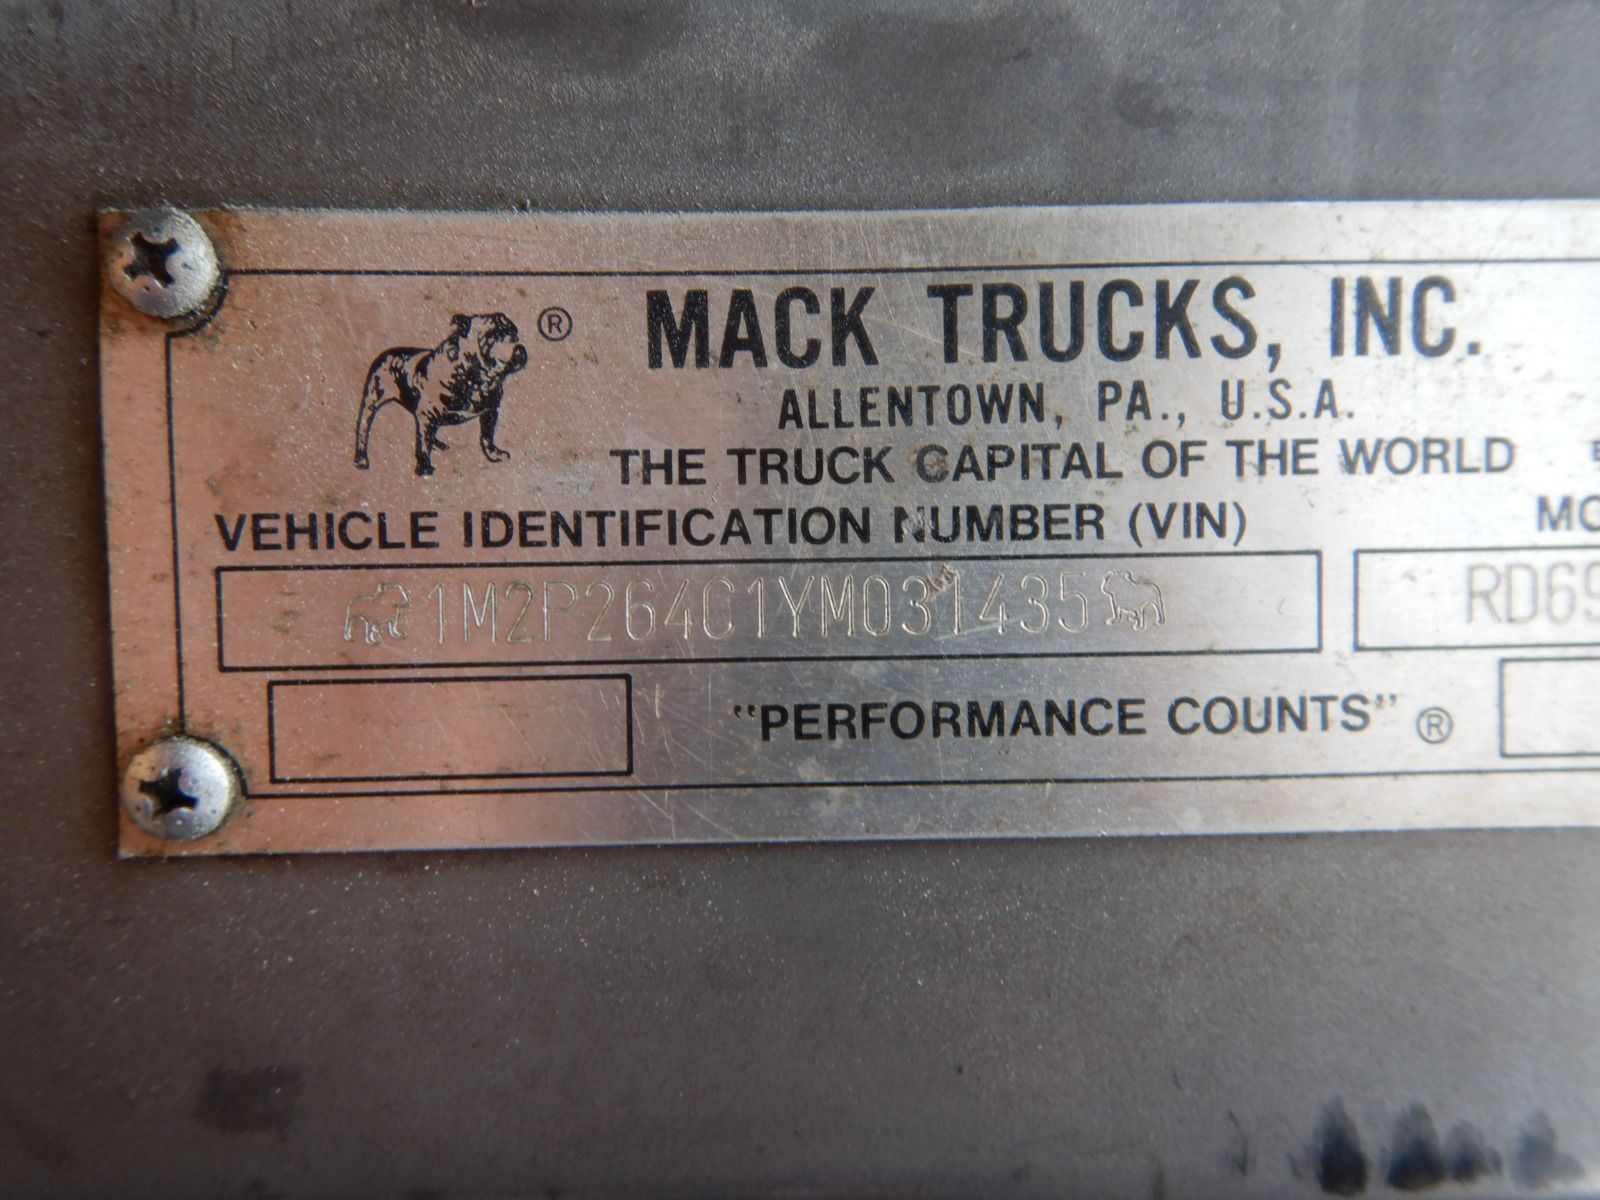 ® MACK TRUCKS, INC.
ALLENTOWN, PA., U.S.A.
THE TRUCK CAPITAL OF THE WORLD
VEHICLE IDENTIFICATION NUMBER (VIN) MO
1M2P264C1YM031435 RD69
"PERFORMANCE COUNTS" ®